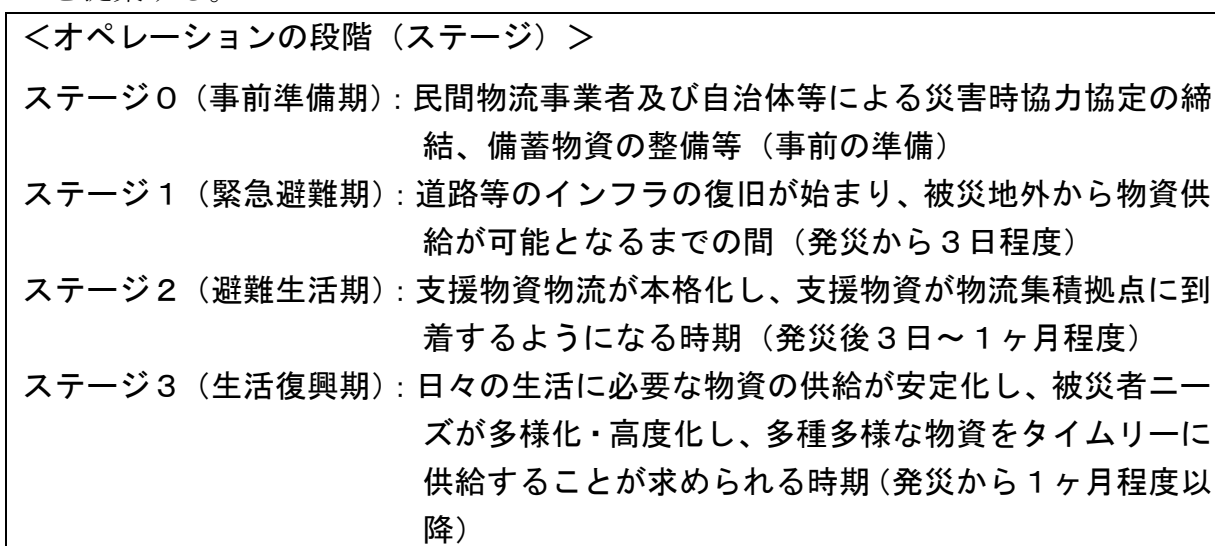 ＜オペレーションの段階（ステージ）＞
ステージ０（事前準備期）：民間物流事業者及び自治体等による災害時協力協定の締
結、備蓄物資の整備等（事前の準備）
ステージ１（緊急避難期）：道路等のインフラの復旧が始まり、被災地外から物資供
給が可能となるまでの間（発災から３日程度）
ステージ２（避難生活期）：支援物資物流が本格化し、支援物資が物流集積拠点に到
着するようになる時期（発災後３日～１ヶ月程度）
ステージ３（生活復興期）：日々の生活に必要な物資の供給が安定化し、被災者ニー
ズが多様化・高度化し、多種多様な物資をタイムリーに
供給することが求められる時期（発災から１ヶ月程度以
降）